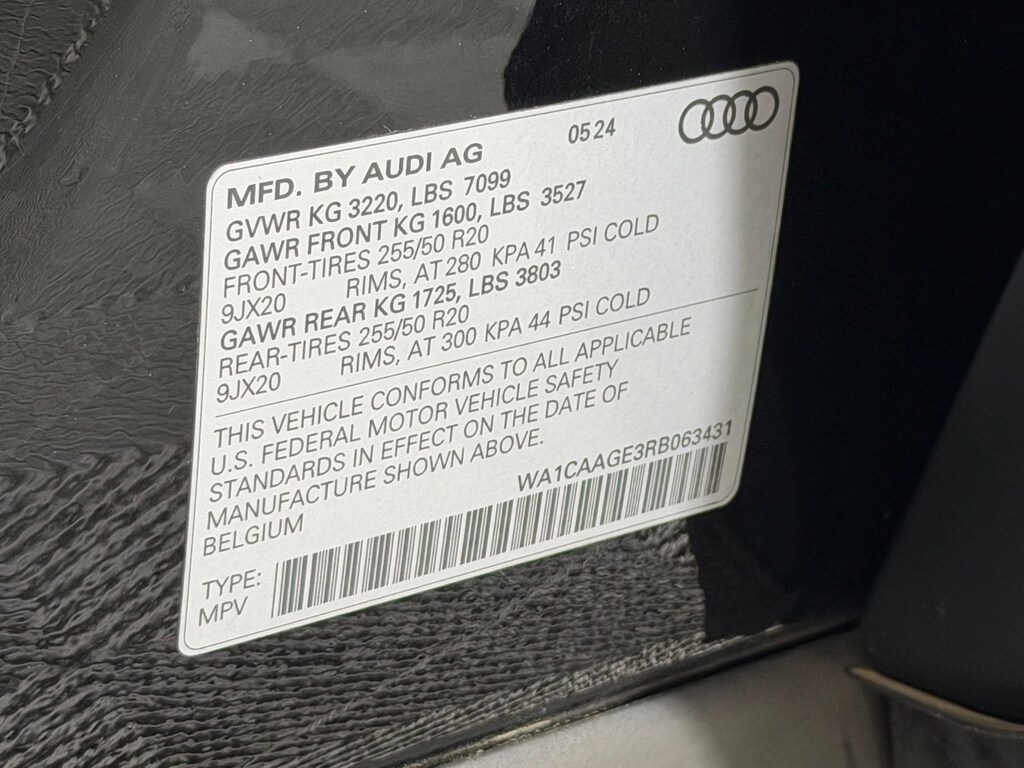 MFD. BY AUDI AG 05 24
GVWR KG 3220, LBS 7099
GAWR FRONT KG 1600, LBS 3527
FRONT-TIRES 255/50 R20
9JX20 RIMS, AT 280 KPA 41 PSI COLD
GAWR REAR KG 1725, LBS 3803
REAR-TIRES 255/50 R20
9JX20 RIMS, AT 300 KPA 44 PSI COLD
THIS VEHICLE CONFORMS TO ALL APPLICABLE
U.S. FEDERAL MOTOR VEHICLE SAFETY
STANDARDS IN EFFECT ON THE DATE OF
MANUFACTURE SHOWN ABOVE.
BELGIUM WA1CAAGE3RB063431
TYPE:
MPV